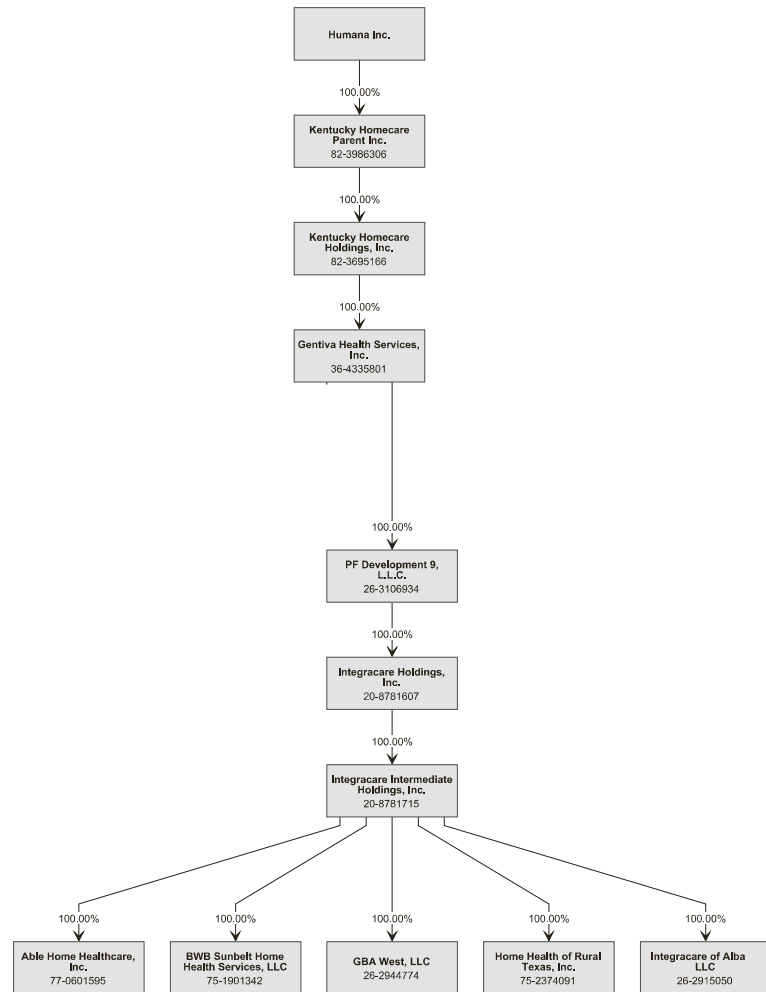 Humana Inc.
100.00%
Kentucky Homecare
Parent Inc.
82-3986306
100.00%
Kentucky Homecare
Holdings, Inc.
82-3695166
100.00%
Gentiva Health Services,
Inc.
36-4335801
100.00%
PF Development 9,
L.L.C.
26-3106934
100.00%
Integracare Holdings,
Inc.
20-8781607
100.00%
Integracare Intermediate
Holdings, Inc.
20-8781715
100.00%
Able Home Healthcare,
Inc.
77-0601595
100.00%
BWB Sunbelt Home
Health Services, LLC
75-1901342
100.00%
GBA West, LLC
26-2944774
100.00%
Home Health of Rural
Texas, Inc.
75-2374091
100.00%
Integracare of Alba
LLC
26-2915050